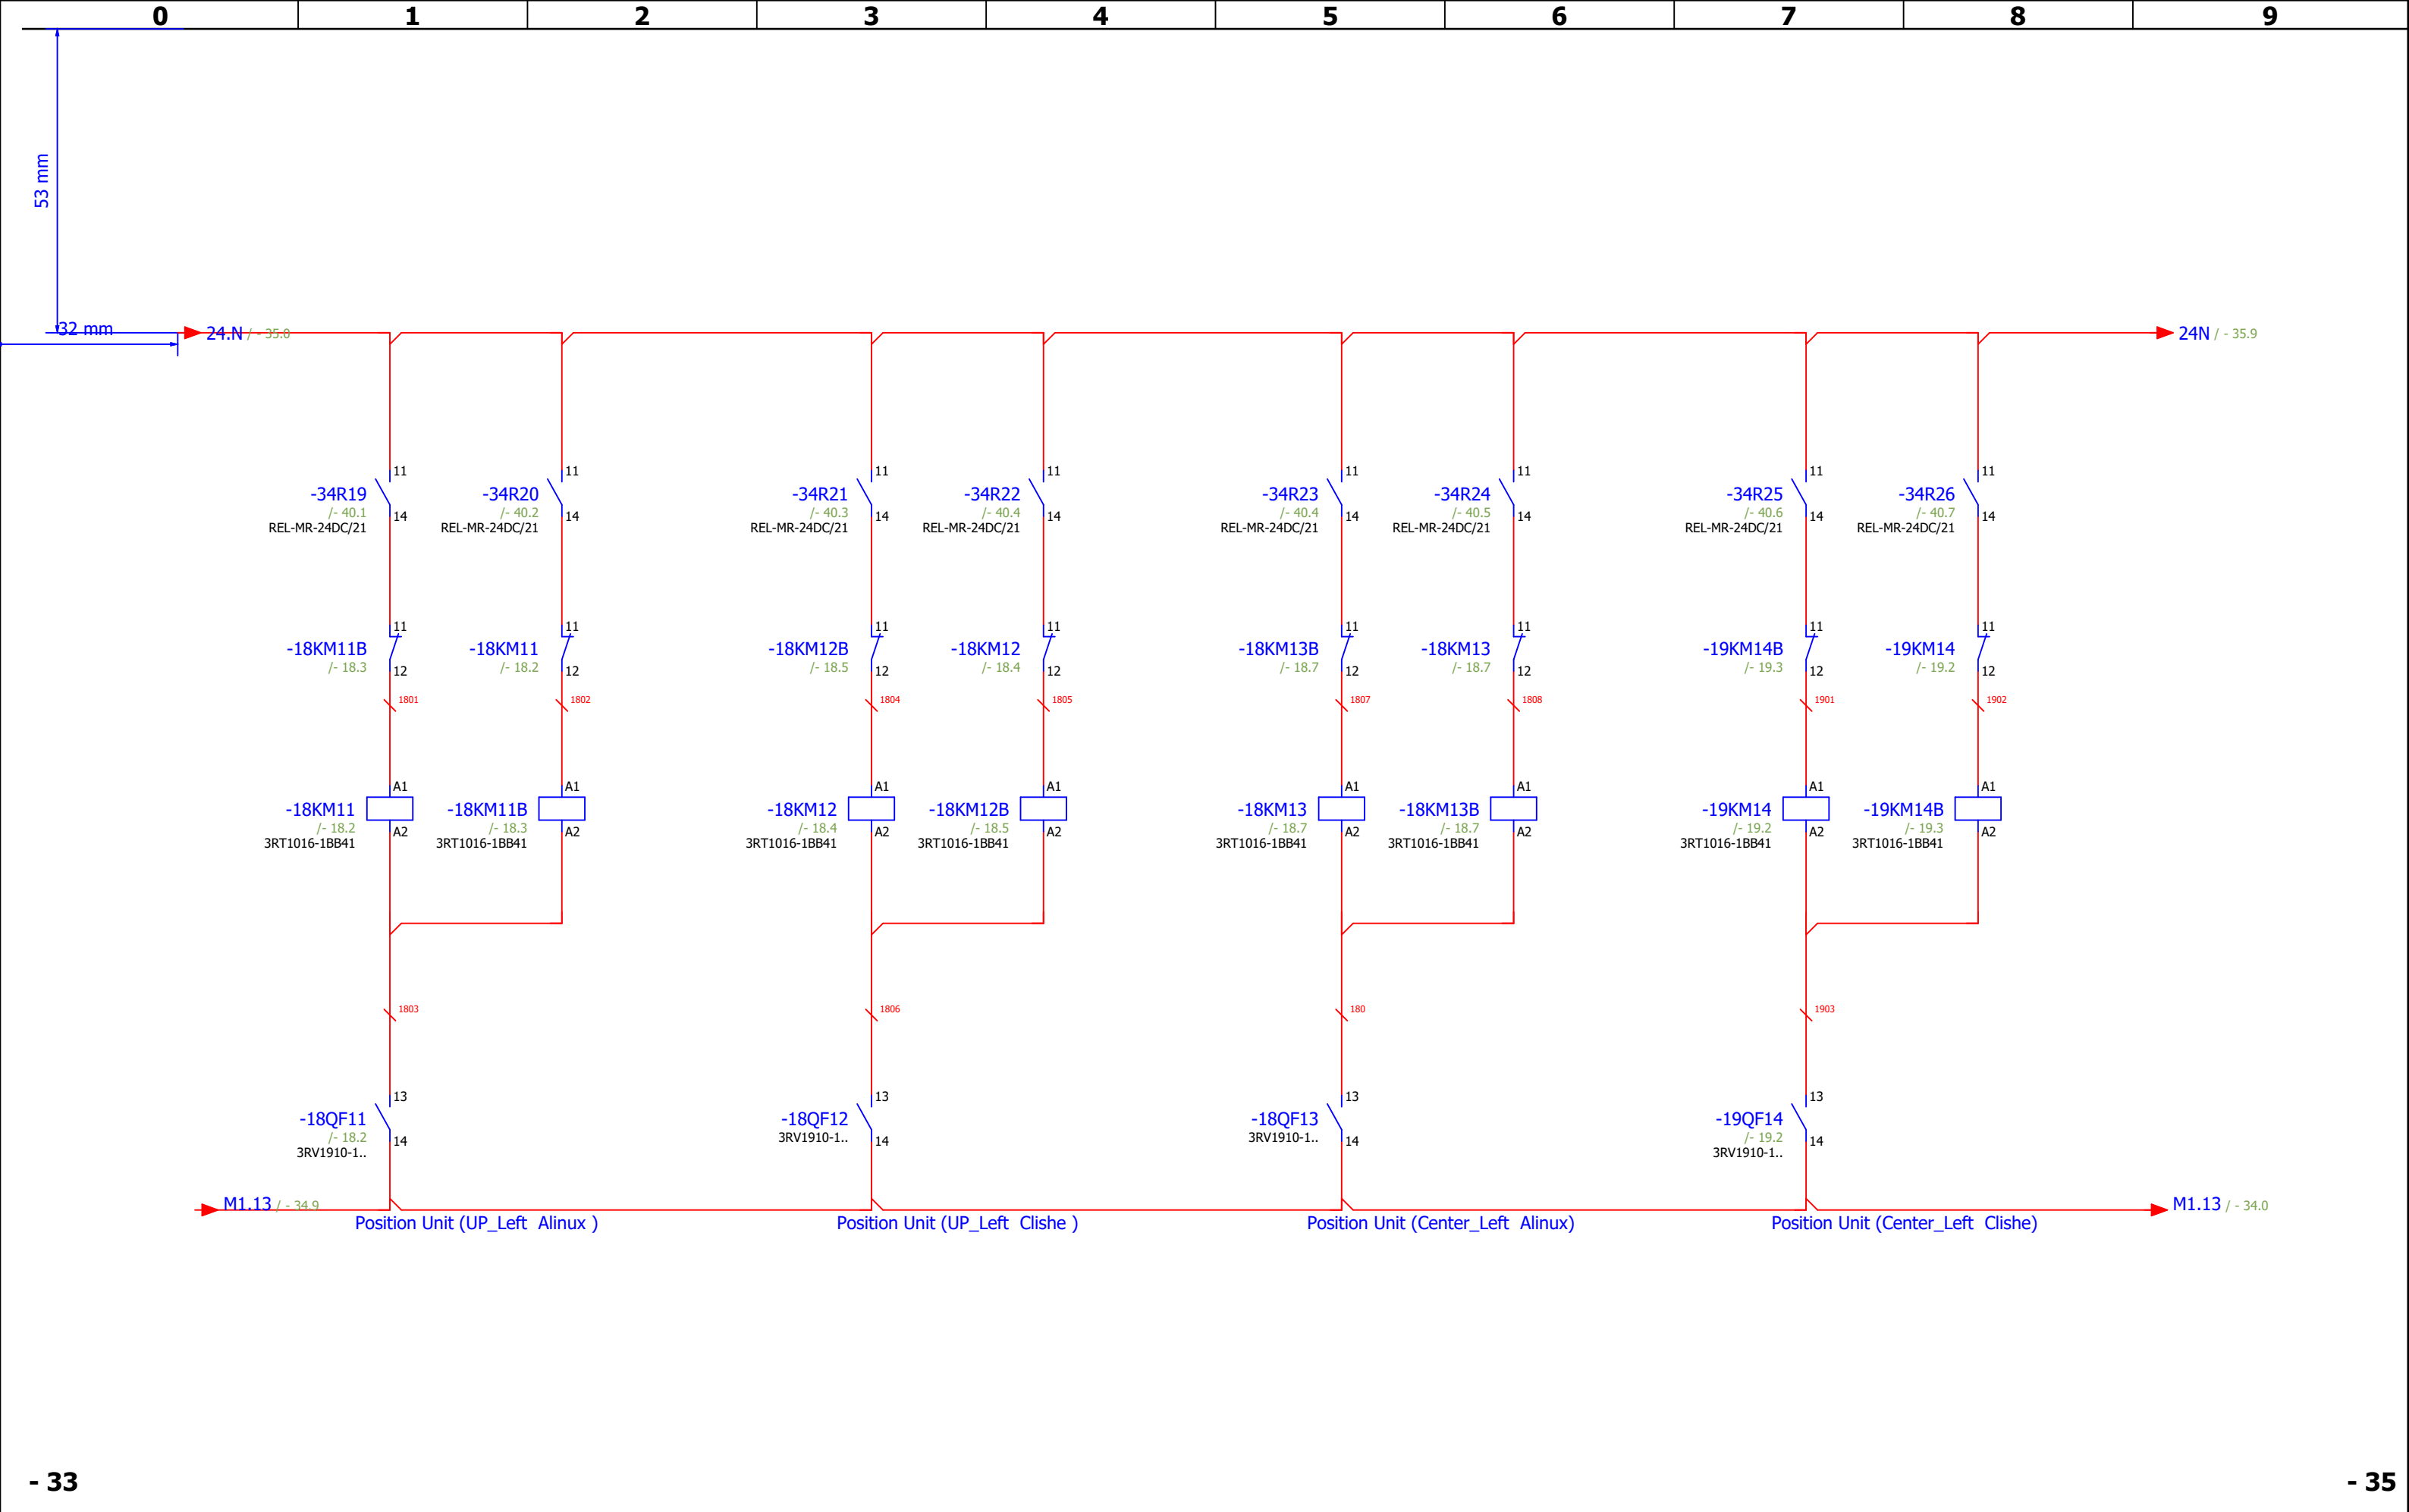 0 1 2 3 4 5 6 7 8 9
53 mm
32 mm
24.N / - 35.0
24N / - 35.9
11 11 11 11 11 11 11 11
-34R19 -34R20 -34R21 -34R22 -34R23 -34R24 -34R25 -34R26
/- 40.1 /- 40.2 /- 40.3 /- 40.4 /- 40.4 /- 40.5 /- 40.6 /- 40.7
14 14 14 14 14 14 14 14
REL-MR-24DC/21 REL-MR-24DC/21 REL-MR-24DC/21 REL-MR-24DC/21 REL-MR-24DC/21 REL-MR-24DC/21 REL-MR-24DC/21 REL-MR-24DC/21
11 11 11 11 11 11 11 11
-18KM11B -18KM11 -18KM12B -18KM12 -18KM13B -18KM13 -19KM14B -19KM14
/- 18.3 /- 18.2 /- 18.5 /- 18.4 /- 18.7 /- 18.7 /- 19.3 /- 19.2
12 12 12 12 12 12 12 12
1801 1802 1804 1805 1807 1808 1901 1902
A1 A1 A1 A1 A1 A1 A1 A1
-18KM11 -18KM11B -18KM12 -18KM12B -18KM13 -18KM13B -19KM14 -19KM14B
/- 18.2 /- 18.3 /- 18.4 /- 18.5 /- 18.7 /- 18.7 /- 19.2 /- 19.3
A2 A2 A2 A2 A2 A2 A2 A2
3RT1016-1BB41 3RT1016-1BB41 3RT1016-1BB41 3RT1016-1BB41 3RT1016-1BB41 3RT1016-1BB41 3RT1016-1BB41 3RT1016-1BB41
1803 1806 180 1903
13 13 13 13
-18QF11 -18QF12 -18QF13 -19QF14
/- 18.2 3RV1910-1.. 3RV1910-1.. /- 19.2
14 14 14 14
3RV1910-1.. 3RV1910-1..
M1.13 / - 34.9
M1.13 / - 34.0
Position Unit (UP_Left Alinux ) Position Unit (UP_Left Clishe ) Position Unit (Center_Left Alinux) Position Unit (Center_Left Clishe)
- 33
- 35